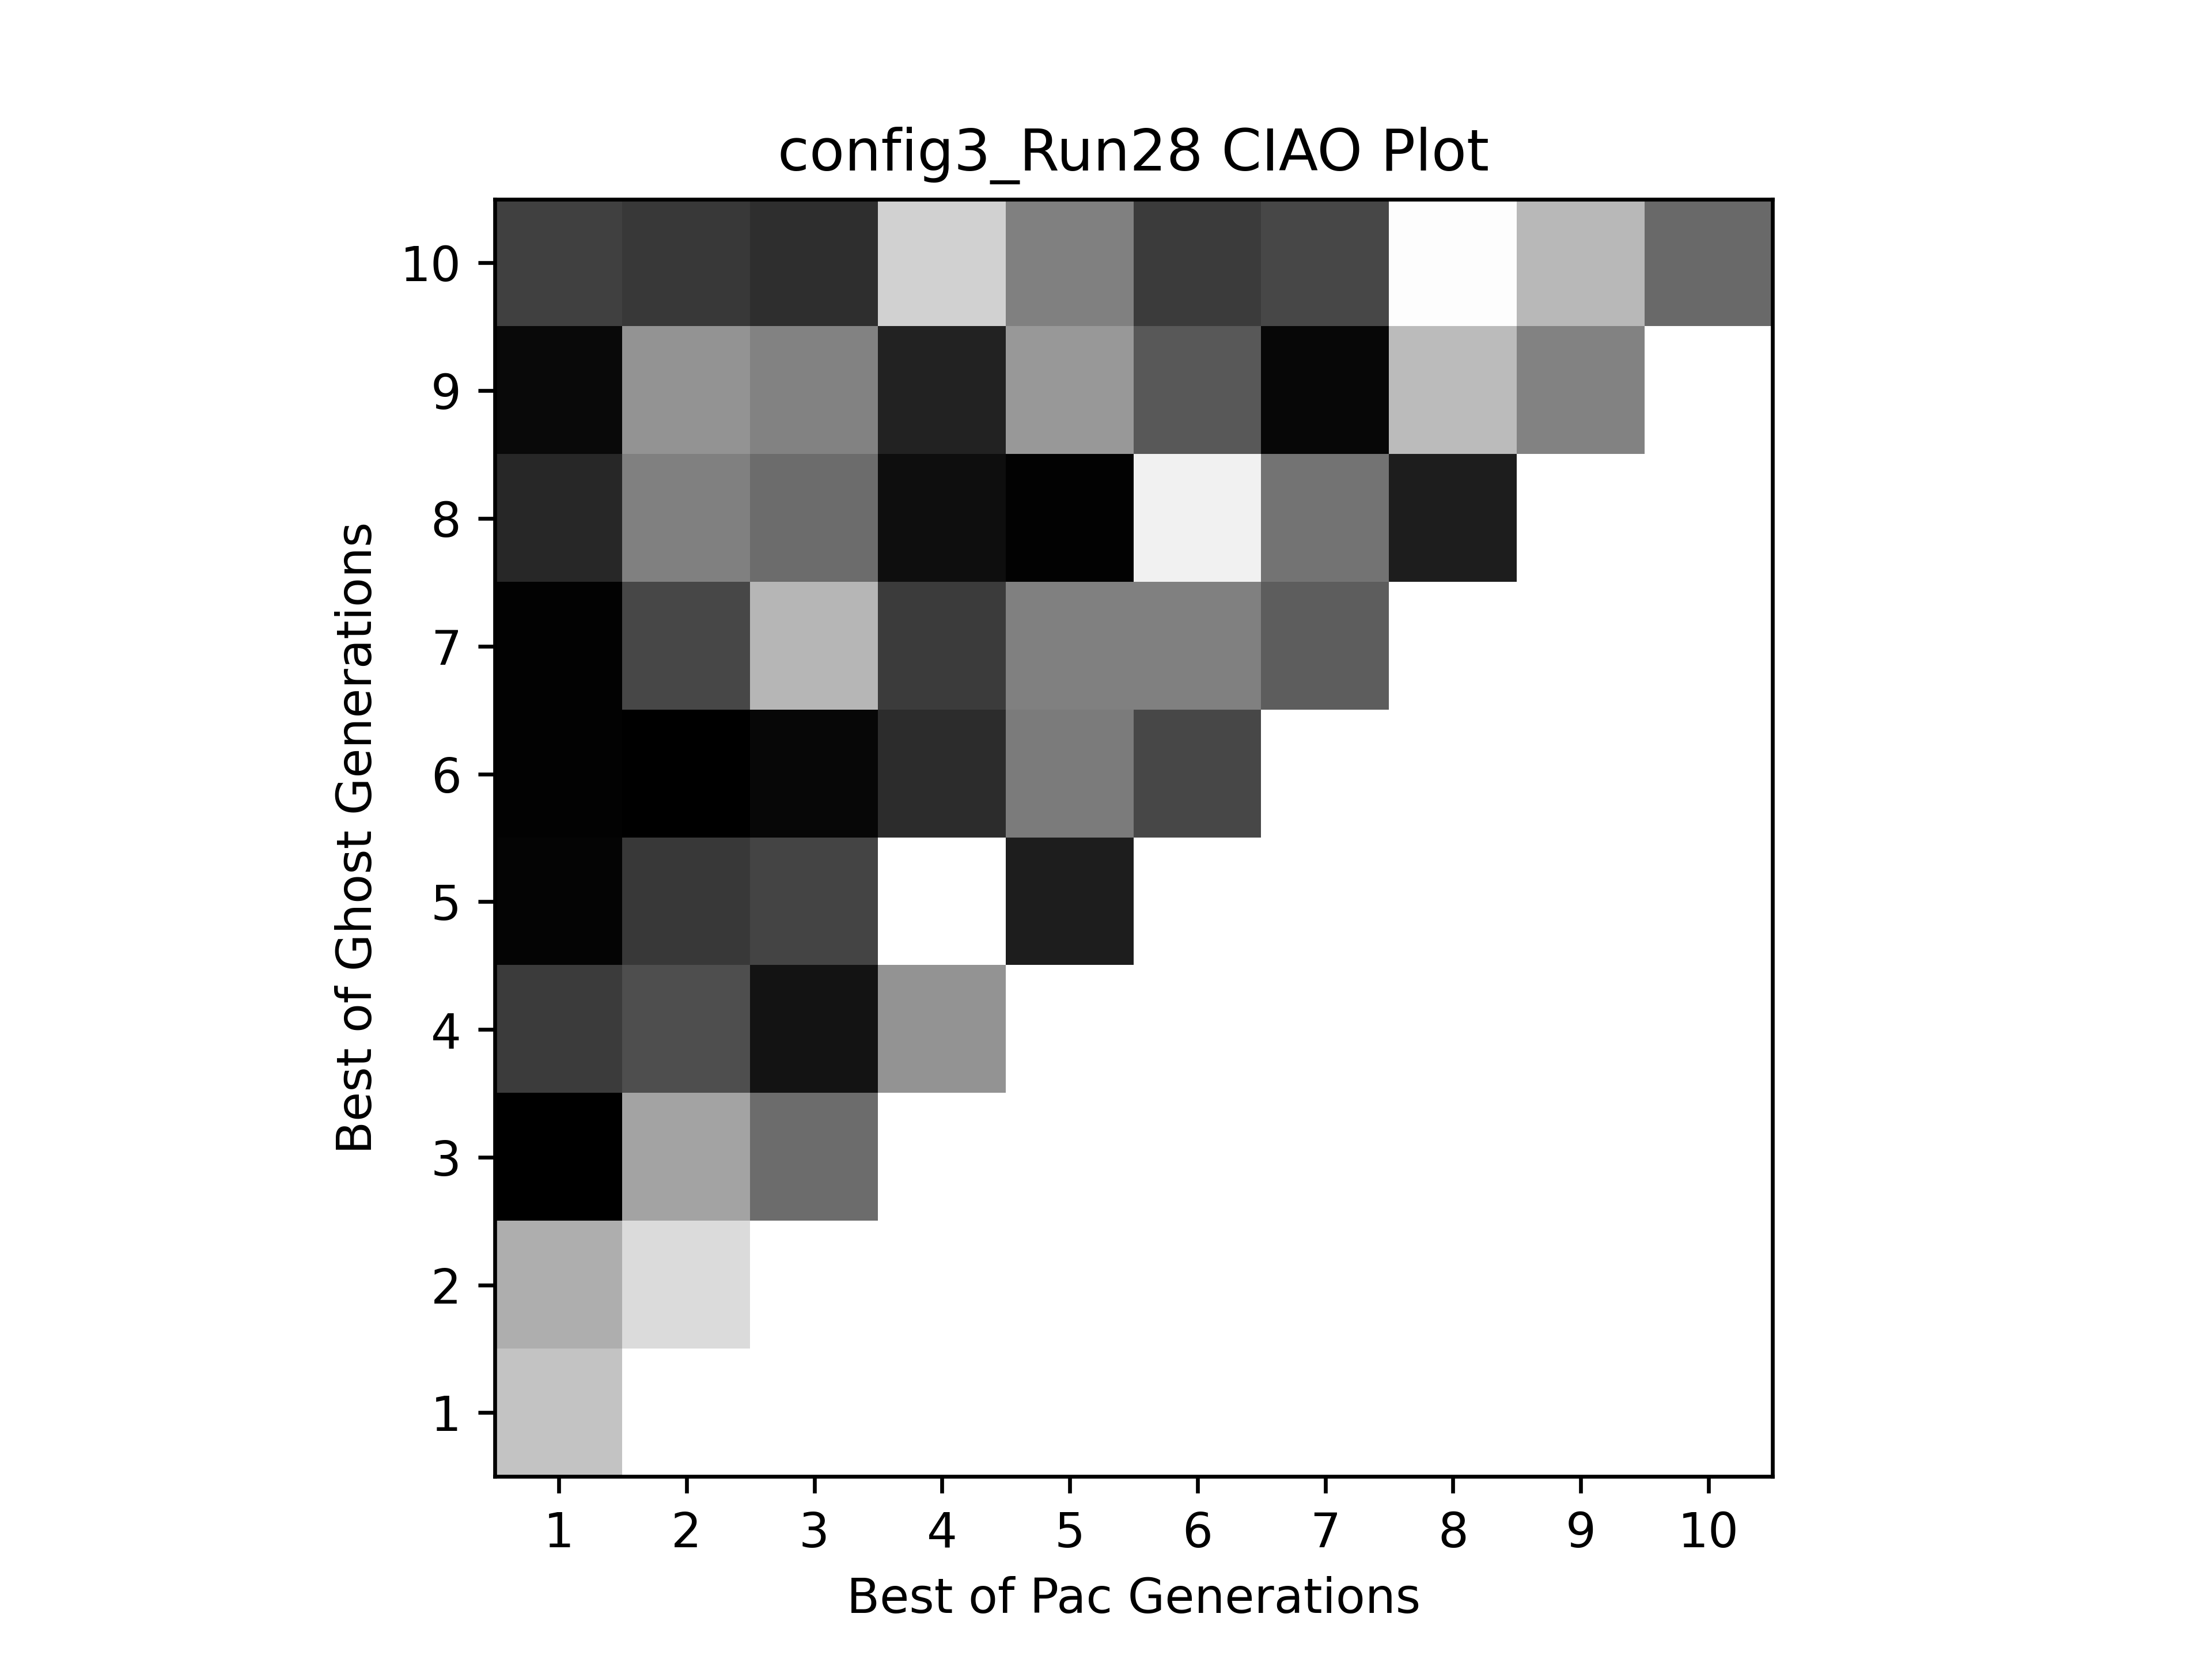 config3_Run28 CIAO Plot
Best of Ghost Generations
10
9
8
7
6
5
4
3
2
1
1 2 3 4 5 6 7 8 9 10
Best of Pac Generations